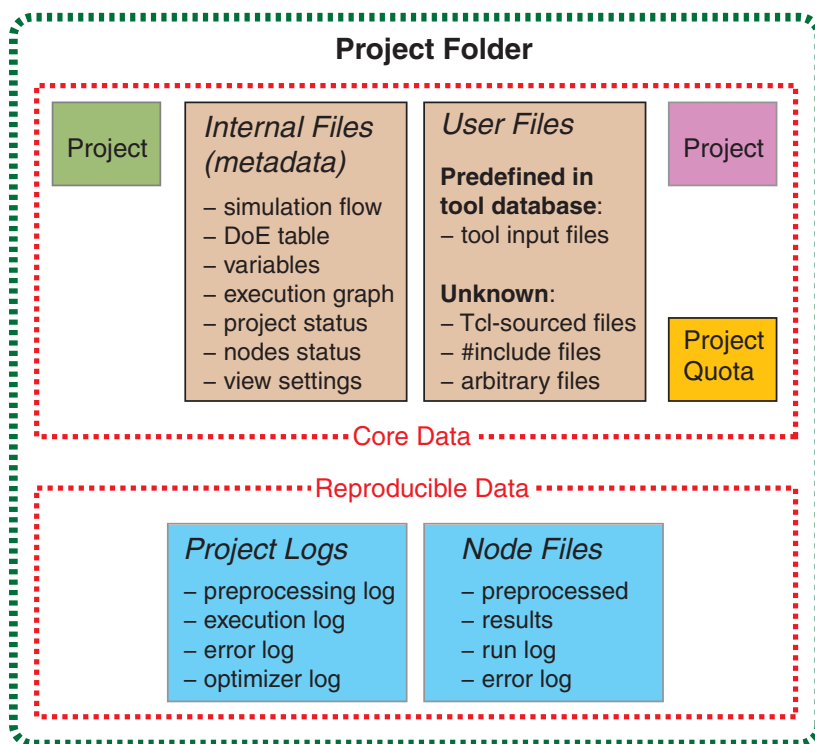 Project Folder
Project
Internal Files
(metadada)
– simulation flow
– DoE table
– variables
– execution graph
– project status
– nodes status
– view settings
User Files
Predefined in
tool database:
– tool input files
Unknown:
– Tcl-sourced files
– #include files
– arbitrary files
Project
Project
Quota
Core Data
Reproducible Data
Project Logs
– preprocessing log
– execution log
– error log
– optimizer log
Node Files
– preprocessed
– results
– run log
– error log